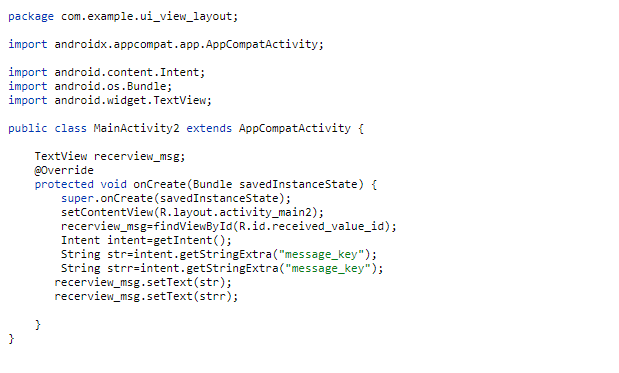 package com.example.ui_view_layout;
import androidx.appcompat.app.AppCompatActivity;
import android.content.Intent;
import android.os.Bundle;
import android.widget.TextView;
public class MainActivity2 extends AppCompatActivity {
TextView recerview_msg;
@Override
protected void onCreate(Bundle savedInstanceState) {
super.onCreate(savedInstanceState);
setContentView(R.layout.activity_main2);
recerview_msg=findViewById(R.id.received_value_id);
Intent intent=getIntent();
String str=intent.getStringExtra("message_key");
String strr=intent.getStringExtra("message_key");
recerview_msg.setText(str);
recerview_msg.setText(strr);
}
}